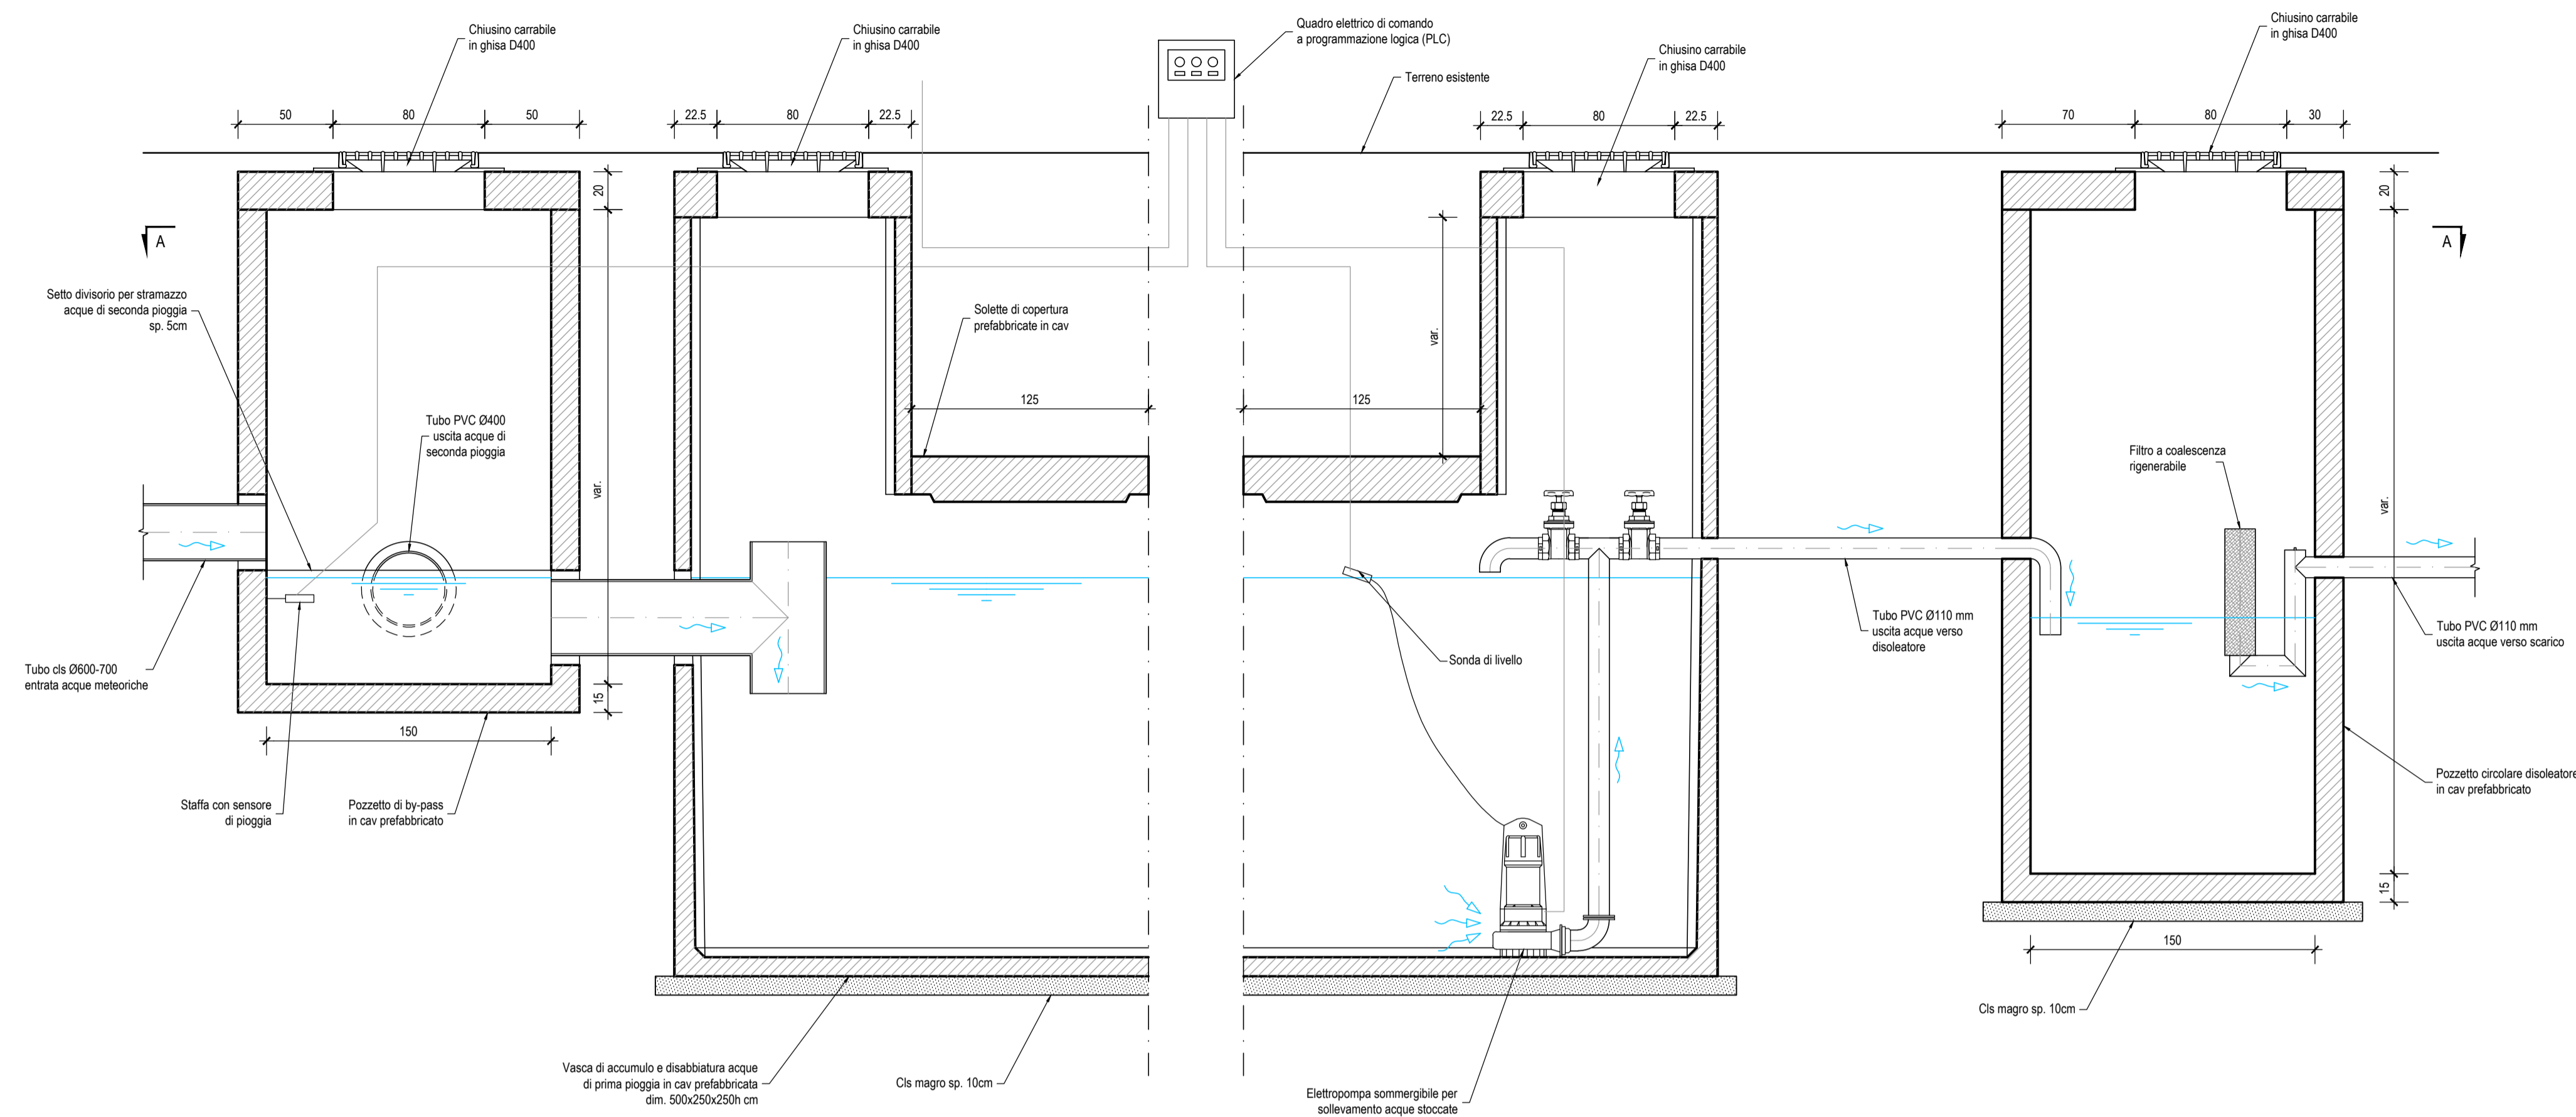 Chiusino carrabile
in ghisa D400
Chiusino carrabile
in ghisa D400
Quadro elettrico di comando
a programmazione logica (PLC)
Terreno esistente
Chiusino carrabile
in ghisa D400
Chiusino carrabile
in ghisa D400
50
80
50
22.5
80
22.5
22.5
80
22.5
70
80
30
20
20
A
A
Setto divisorio per stramazzo
acque di seconda pioggia
sp. 5cm
Solette di copertura
prefabbricate in cav
var.
125
125
Tubo PVC Ø400
uscita acque di
seconda pioggia
var.
Filtro a coalescenza
rigenerabile
var.
Tubo cls Ø600-700
entrata acque meteoriche
15
150
Sonda di livello
Tubo PVC Ø110 mm
uscita acque verso
disoleatore
Tubo PVC Ø110 mm
uscita acque verso scarico
Staffa con sensore
di pioggia
Pozzetto di by-pass
in cav prefabbricato
Pozzetto circolare disoleatore
in cav prefabbricato
15
150
Cls magro sp. 10cm
Vasca di accumulo e disabbiatura acque
di prima pioggia in cav prefabbricata
dim. 500x250x250h cm
Cls magro sp. 10cm
Elettropompa sommergibile per
sollevamento acque stoccate